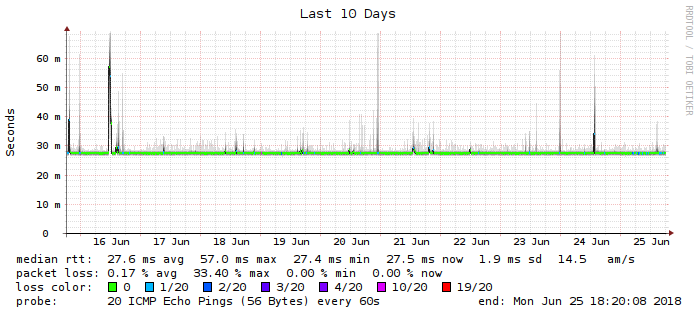 Last 10 Days
RRDTOOL / TOBI OETIKER
Seconds
60 m
50 m
40 m
30 m
20 m
10 m
0
16 Jun 17 Jun 18 Jun 19 Jun 20 Jun 21 Jun 22 Jun 23 Jun 24 Jun 25 Jun
median rtt: 27.6 ms avg 57.0 ms max 27.4 ms min 27.5 ms now 1.9 ms sd 14.5 am/s
packet loss: 0.17 % avg 33.40 % max 0.00 % min 0.00 % now
loss color: 0 1/20 2/20 3/20 4/20 10/20 19/20
probe: 20 ICMP Echo Pings (56 Bytes) every 60s end: Mon Jun 25 18:20:08 2018